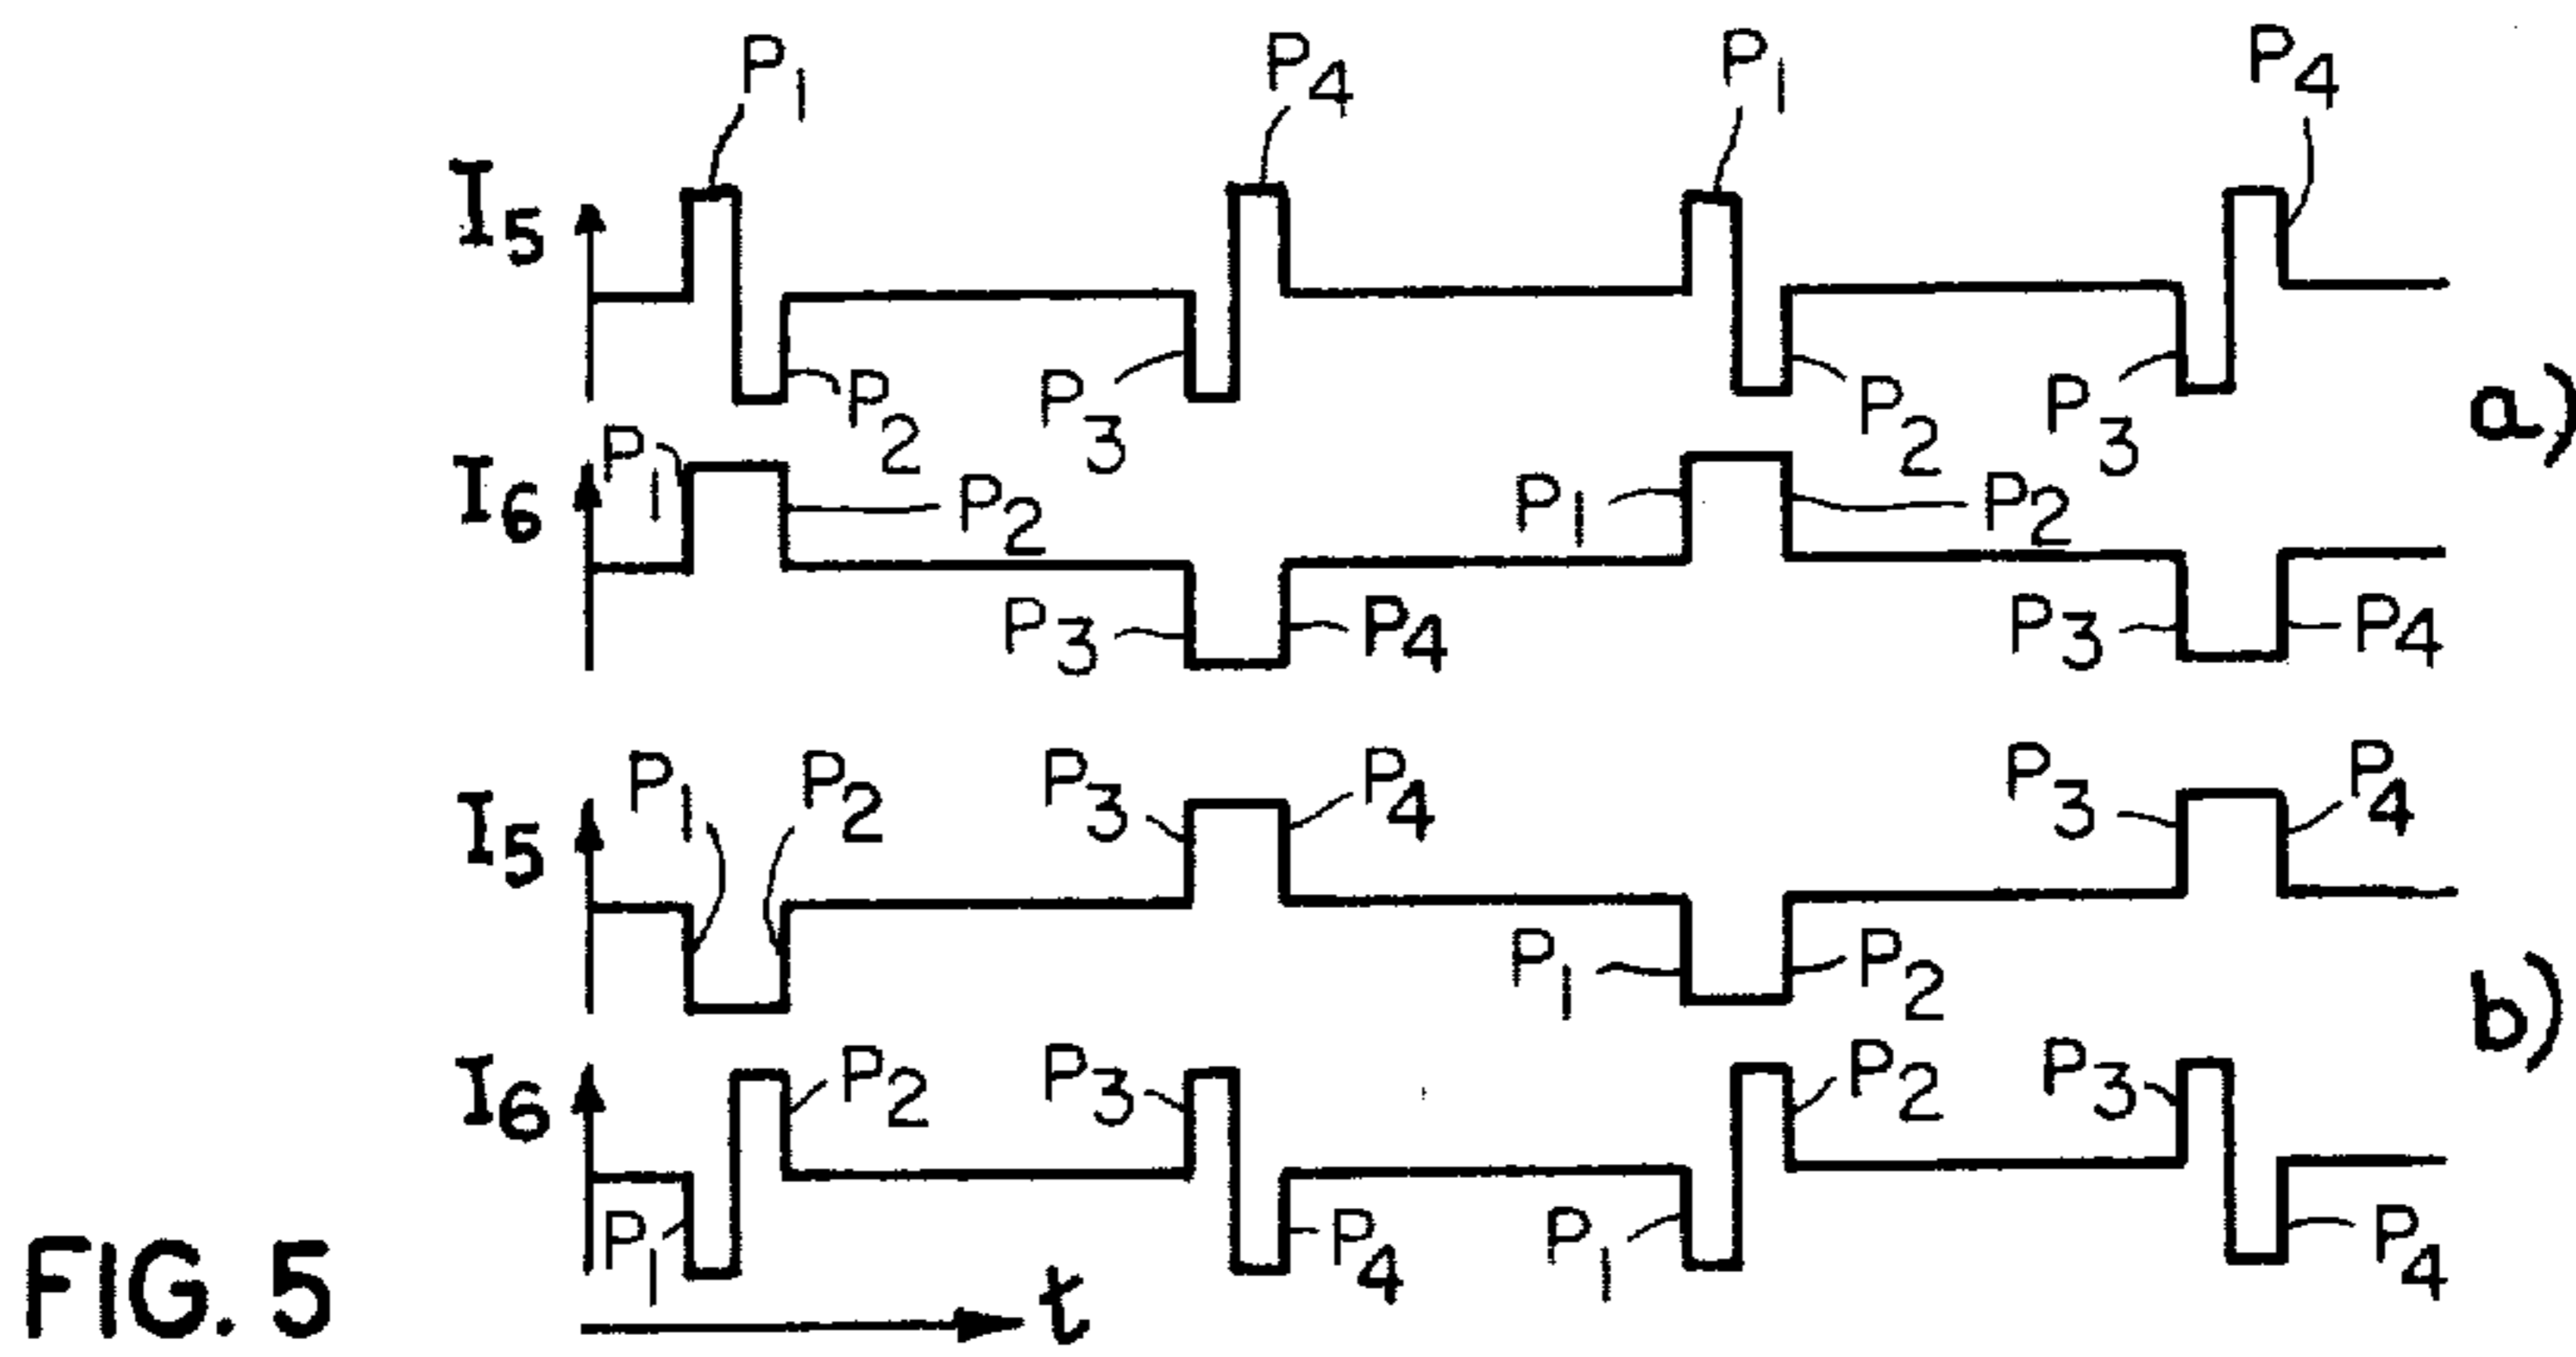 P1 P4 P1 P4
I5
P2 P3 P2 P3
a)
I6
P1 P2 P1 P2
P3 P4 P3 P4
I5
P1 P2 P3 P4 P3 P4
P1 P2
b)
I6
P2 P3 P2 P3
P1 P4 P1 P4
FIG. 5
t